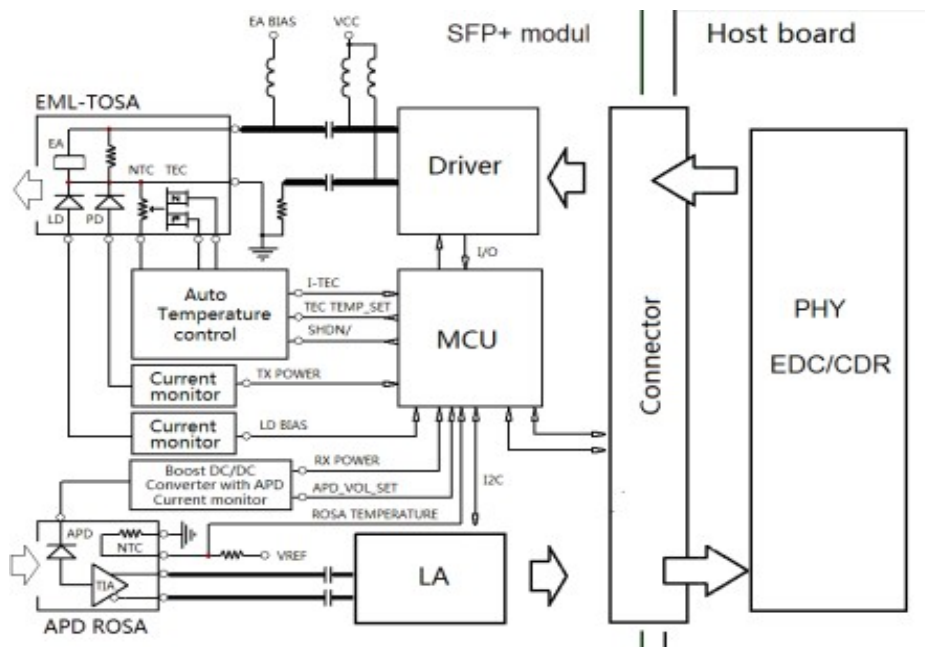 EA BIAS
VCC
SFP+ modul
Host board
EML-TOSA
EA
NTC TEC
LD
PD
N
P
Driver
I/O
Auto
Temperature
control
I-TEC
TEC TEMP_SET
SHDN/
MCU
Connector
PHY
EDC/CDR
Current
monitor
TX POWER
Current
monitor
LD BIAS
Boost DC/DC
Converter with APD
Current monitor
RX POWER
APD_VOL_SET
I2C
ROSA TEMPERATURE
APD
NTC
VREF
TIA
LA
APD ROSA